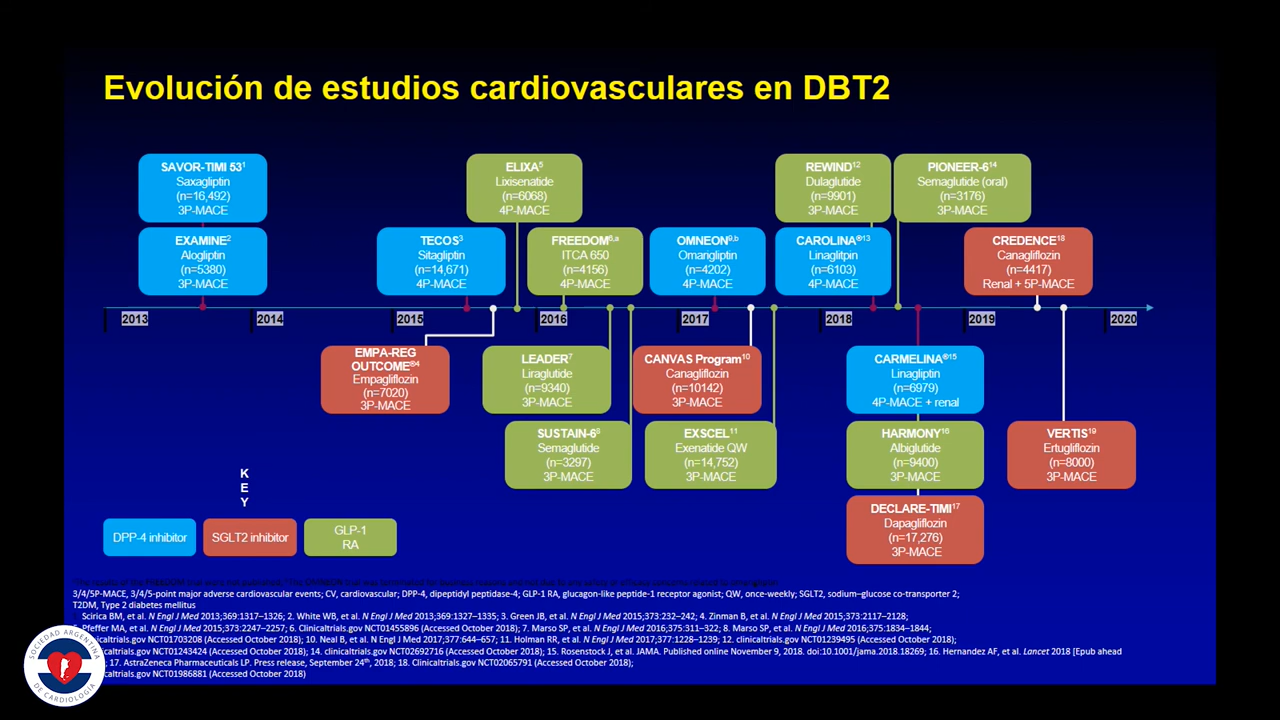 Evolución de estudios cardiovasculares en DBT2
SAVOR-TIMI 53¹
Saxagliptin
(n=16,492)
3P-MACE
EXAMINE²
Alogliptin
(n=5380)
3P-MACE
TECOS³
Sitagliptin
(n=14,671)
4P-MACE
ELIXA⁵
Lixisenatide
(n=6068)
4P-MACE
FREEDOM⁶,ᵃ
ITCA 650
(n=4156)
4P-MACE
OMNEON⁹,ᵇ
Omarigliptin
(n=4202)
4P-MACE
REWIND¹²
Dulaglutide
(n=9901)
3P-MACE
CAROLINA®¹³
Linaglitpin
(n=6103)
4P-MACE
PIONEER-6¹⁴
Semaglutide (oral)
(n=3176)
3P-MACE
CREDENCE¹⁸
Canagliflozin
(n=4417)
Renal + 5P-MACE
2013
2014
2015
2016
2017
2018
2019
2020
EMPA-REG
OUTCOME®⁴
Empagliflozin
(n=7020)
3P-MACE
LEADER⁷
Liraglutide
(n=9340)
3P-MACE
SUSTAIN-6⁸
Semaglutide
(n=3297)
3P-MACE
CANVAS Program¹⁰
Canagliflozin
(n=10142)
3P-MACE
EXSCEL¹¹
Exenatide QW
(n=14,752)
3P-MACE
CARMELINA®¹⁵
Linagliptin
(n=6979)
4P-MACE + renal
HARMONY¹⁶
Albiglutide
(n=9400)
3P-MACE
DECLARE-TIMI¹⁷
Dapagliflozin
(n=17,276)
3P-MACE
VERTIS¹⁹
Ertugliflozin
(n=8000)
3P-MACE
K
E
Y
DPP-4 inhibitor
SGLT2 inhibitor
GLP-1
RA
3/4/5P-MACE, 3/4/5-point major adverse cardiovascular events; CV, cardiovascular; DPP-4, dipeptidyl peptidase-4; GLP-1 RA, glucagon-like peptide-1 receptor agonist; QW, once-weekly; SGLT2, sodium–glucose co-transporter 2;
T2DM, Type 2 diabetes mellitus
Scirica BM, et al. N Engl J Med 2013;369:1317–1326; 2. White WB, et al. N Engl J Med 2013;369:1327–1335; 3. Green JB, et al. N Engl J Med 2015;373:232–242; 4. Zinman B, et al. N Engl J Med 2015;373:2117–2128;
Pfeffer MA, et al. N Engl J Med 2015;373:2247–2257; 6. Clinicaltrials.gov NCT01455896 (Accessed October 2018); 7. Marso SP, et al. N Engl J Med 2016;375:311–322; 8. Marso SP, et al. N Engl J Med 2016;375:1834–1844;
caltrials.gov NCT01703208 (Accessed October 2018); 10. Neal B, et al. N Engl J Med 2017;377:644–657; 11. Holman RR, et al. N Engl J Med 2017;377:1228–1239; 12. clinicaltrials.gov NCT01239495 (Accessed October 2018);
caltrials.gov NCT01243424 (Accessed October 2018); 14. clinicaltrials.gov NCT02692716 (Accessed October 2018); 15. Rosenstock J, et al. JAMA. Published online November 9, 2018. doi:10.1001/jama.2018.18269; 16. Hernandez AF, et al. Lancet 2018 [Epub ahead
17. AstraZeneca Pharmaceuticals LP. Press release, September 24th, 2018; 18. Clinicaltrials.gov NCT02065791 (Accessed October 2018);
caltrials.gov NCT01986881 (Accessed October 2018)
SOCIEDAD ARGENTINA
DE CARDIOLOGÍA